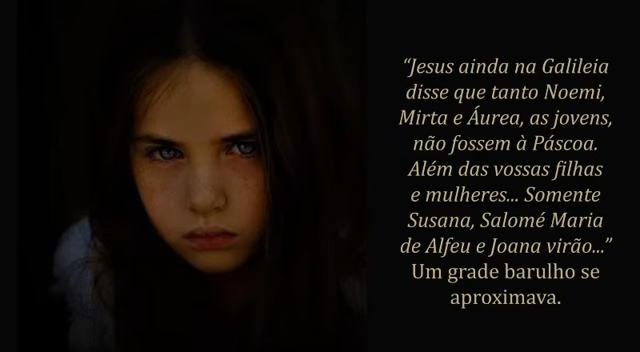 “Jesus ainda na Galileia
disse que tanto Noemi,
Mirta e Áurea, as jovens,
não fossem à Páscoa.
Além das vossas filhas
e mulheres... Somente
Susana, Salomé Maria
de Alfeu e Joana virão...”
Um grade barulho se
aproximava.